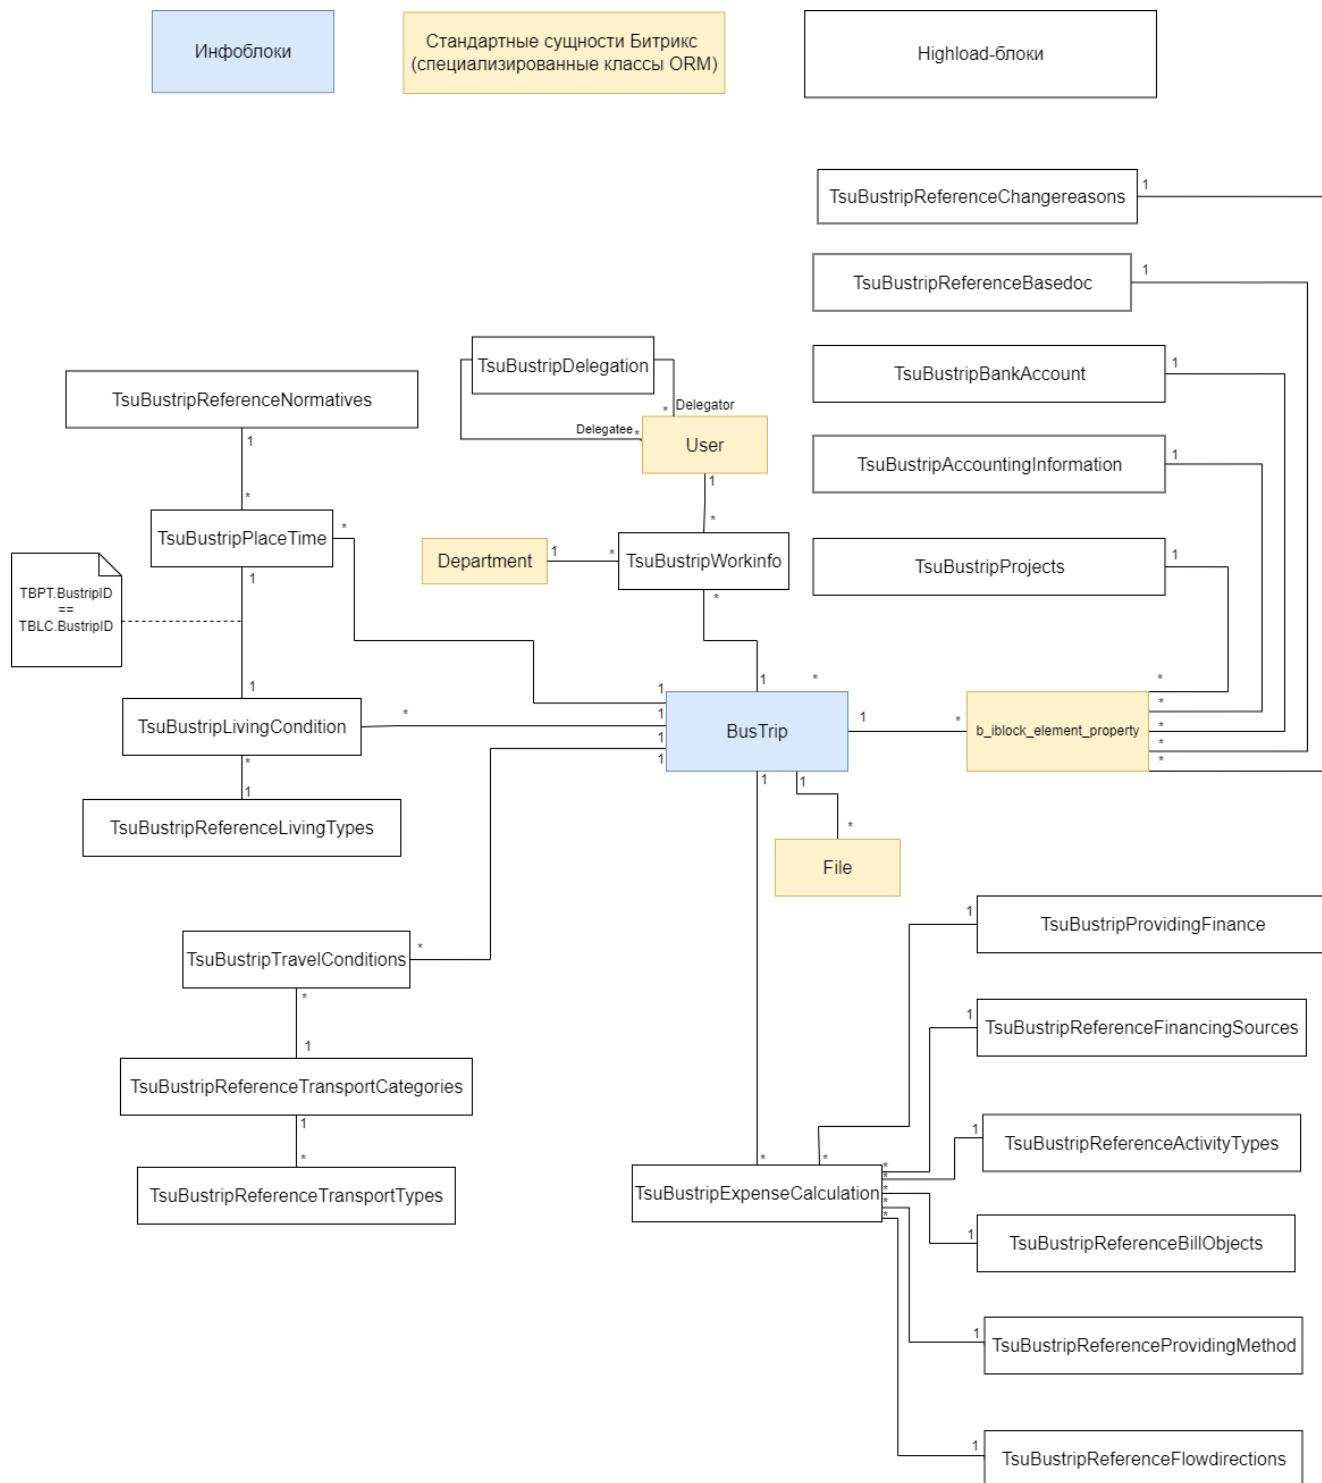 Инфоблоки
Стандартные сущности Битрикс
(специализированные классы ORM)
Highload-блоки
TsuBustripReferenceChangereasons
1
TsuBustripReferenceBasedoc
1
TsuBustripDelegation
TsuBustripBankAccount
1
TsuBustripReferenceNormatives
1
* Delegator
Delegatee *
User
1
TsuBustripAccountingInformation
1
*
TsuBustripPlaceTime
*
1
*
Department
1
*
TsuBustripWorkinfo
*
TsuBustripProjects
1
TBPT.BustripID
==
TBLC.BustripID
1
TsuBustripLivingCondition
*
*
1
1
1
1
1
*
BusTrip
1
*
b_iblock_element_property
*
*
*
*
*
1
TsuBustripReferenceLivingTypes
1
1
*
File
TsuBustripProvidingFinance
1
TsuBustripTravelConditions
*
*
1
TsuBustripReferenceTransportCategories
1
*
TsuBustripReferenceTransportTypes
TsuBustripReferenceFinancingSources
1
TsuBustripReferenceActivityTypes
1
*
*
TsuBustripExpenseCalculation
*
*
*
*
*
TsuBustripReferenceBillObjects
1
TsuBustripReferenceProvidingMethod
1
TsuBustripReferenceFlowdirections
1